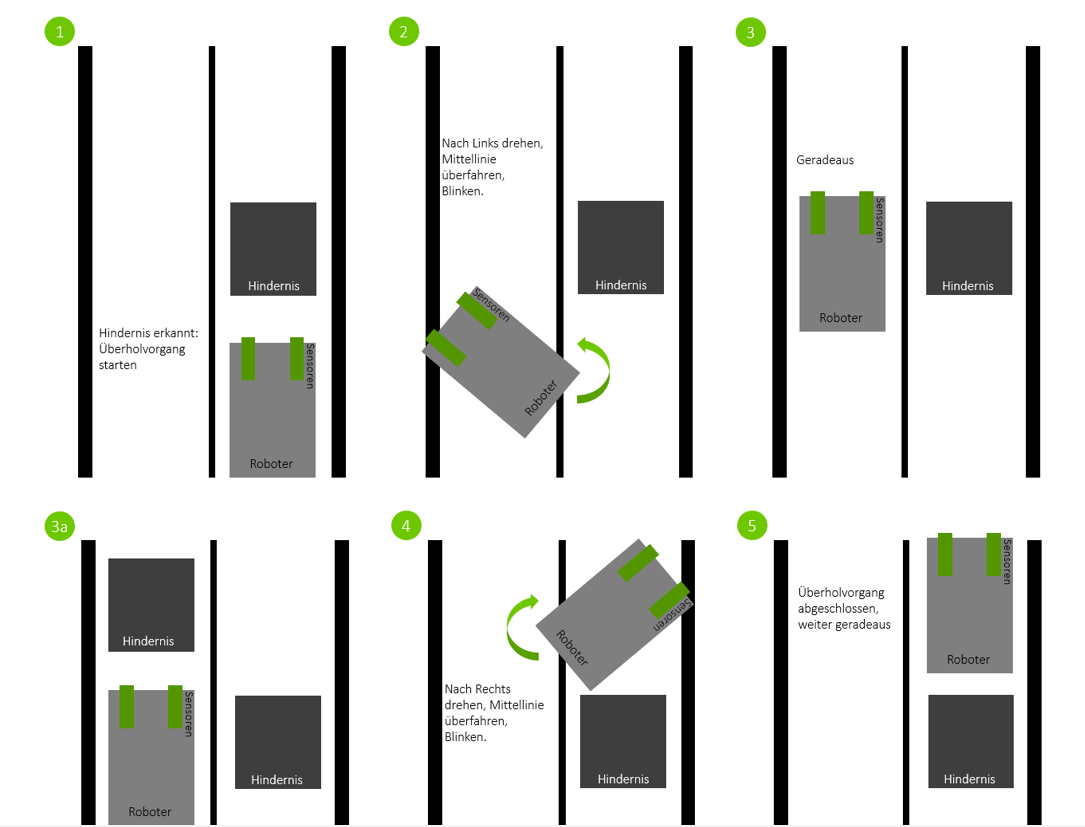 1
Hindernis
Hindernis erkannt:
Überholvorgang
starten
Sensoren
Roboter
2
Nach Links drehen,
Mittellinie
überfahren,
Blinken.
Hindernis
Sensoren
Roboter
3
Geradeaus
Sensoren
Roboter
Hindernis
3a
Hindernis
Sensoren
Roboter
Hindernis
4
Sensoren
Roboter
Nach Rechts
drehen, Mittellinie
überfahren,
Blinken.
Hindernis
5
Sensoren
Überholvorgang
abgeschlossen,
weiter geradeaus
Roboter
Hindernis